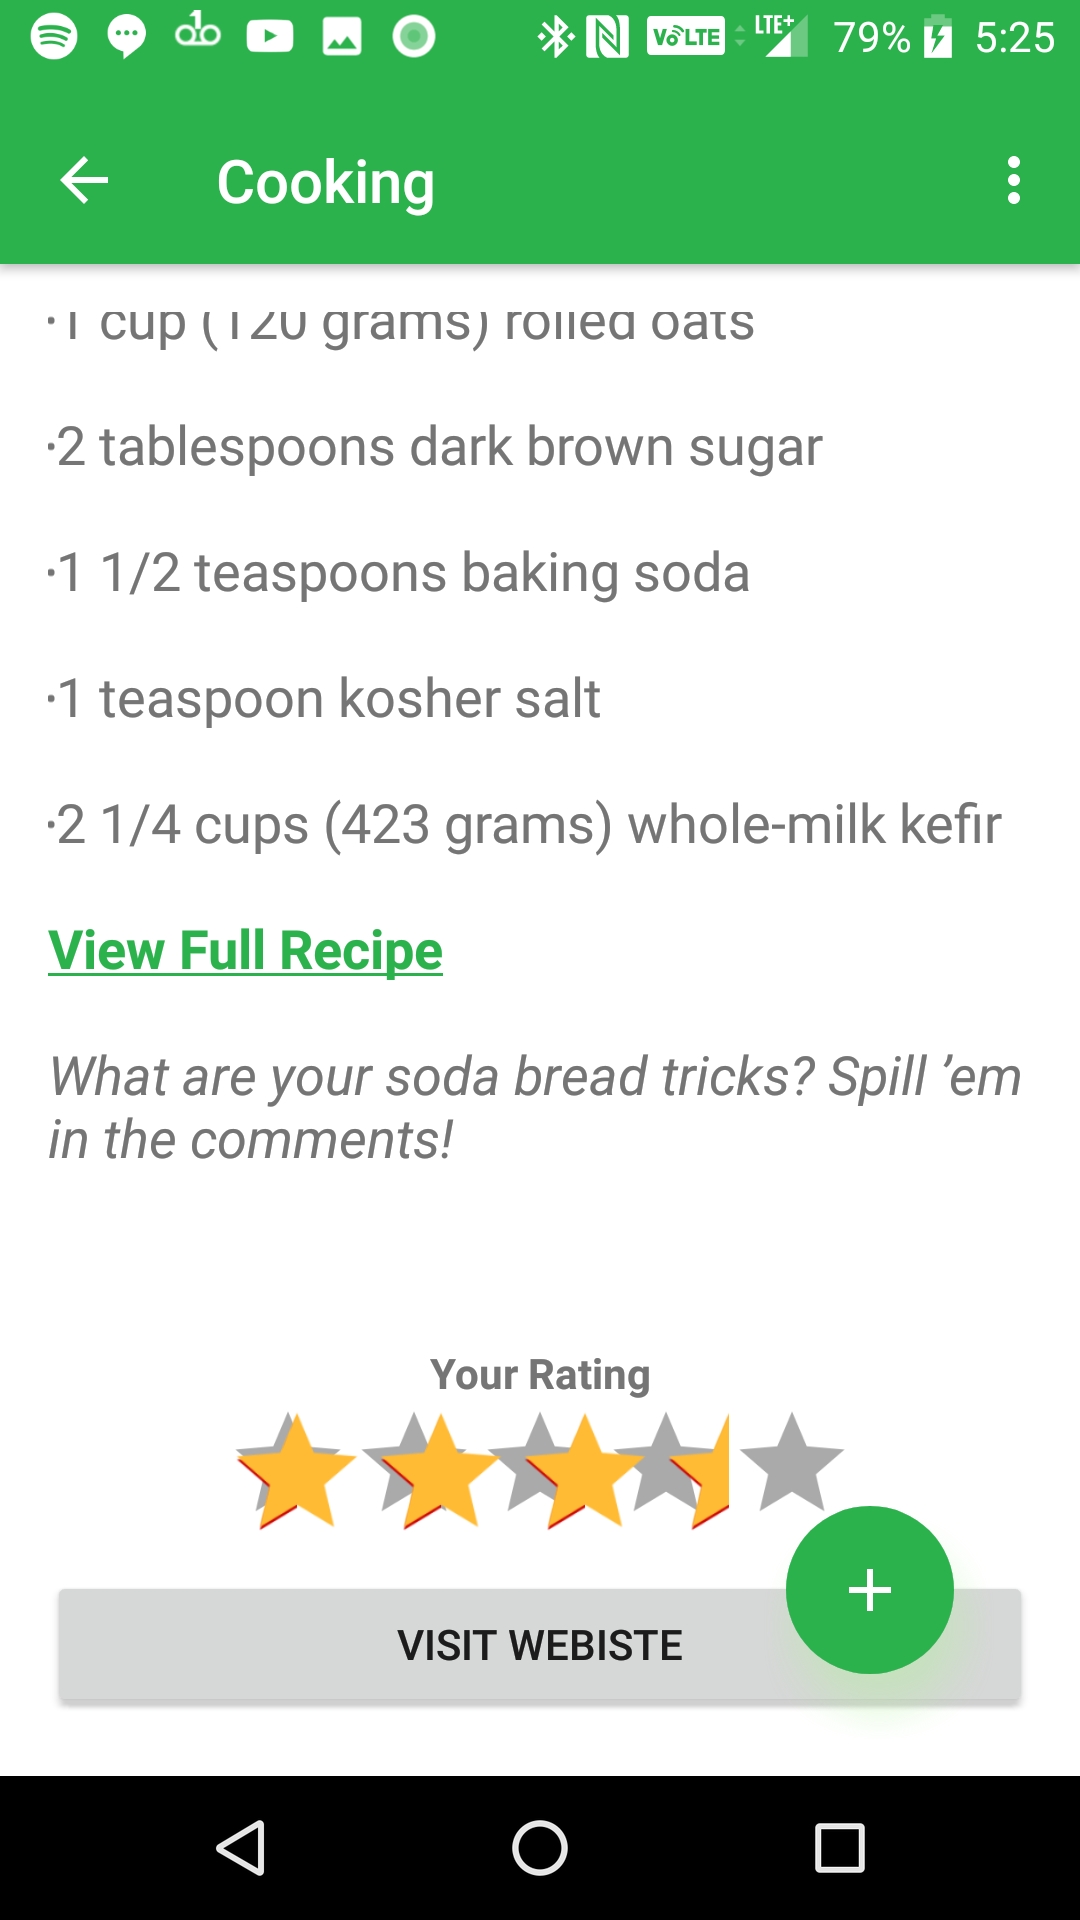 VoLTE LTE+ 79% 5:25
Cooking
·1 cup (120 grams) rolled oats
·2 tablespoons dark brown sugar
·1 1/2 teaspoons baking soda
·1 teaspoon kosher salt
·2 1/4 cups (423 grams) whole-milk kefir
View Full Recipe
What are your soda bread tricks? Spill ’em
in the comments!
Your Rating
VISIT WEBISTE